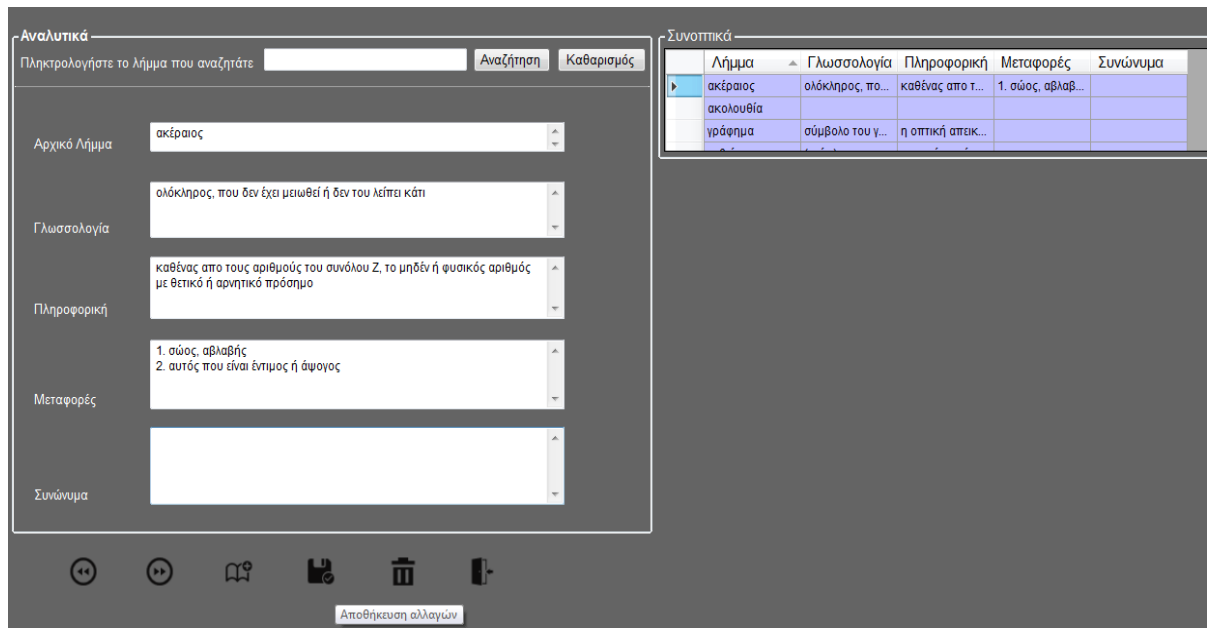 Αναλυτικά
Πληκτρολογήστε το λήμμα που αναζητάτε
Αναζήτηση
Καθαρισμός
Αρχικό Λήμμα
ακέραιος
Γλωσσολογία
ολόκληρος, που δεν έχει μειωθεί ή δεν του λείπει κάτι
Πληροφορική
καθένας απο τους αριθμούς του συνόλου Ζ, το μηδέν ή φυσικός αριθμός
με θετικό ή αρνητικό πρόσημο
Μεταφορές
1. σώος, αβλαβής
2. αυτός που είναι έντιμος ή άψογος
Συνώνυμα
Αποθήκευση αλλαγών
Συνοπτικά
Λήμμα Γλωσσολογία Πληροφορική Μεταφορές Συνώνυμα
ακέραιος ολόκληρος, πο... καθένας απο τ... 1. σώος, αβλαβ...
ακολουθία
γράφημα σύμβολο του γ... η οπτική απεικ...